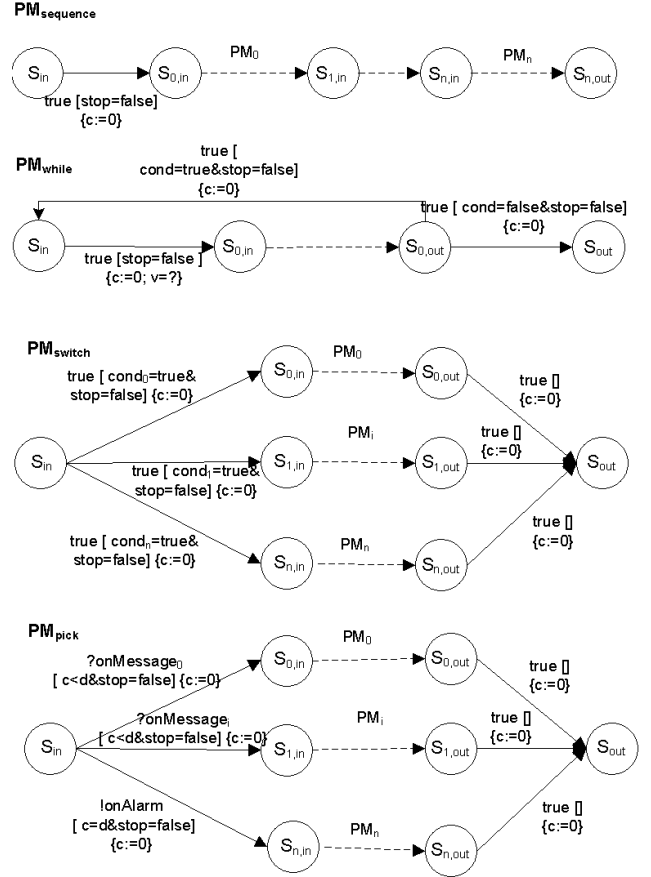 PMsequence
Sin
S0,in
PM0
S1,in
Sn,in
PMn
Sn,out
true [stop=false]
{c:=0}
PMwhile
true [
cond=true&stop=false]
{c:=0}
true [ cond=false&stop=false]
{c:=0}
Sin
S0,in
S0,out
Sout
true [stop=false ]
{c:=0; v=?}
PMswitch
true [ cond0=true&
stop=false] {c:=0}
S0,in
PM0
S0,out
true []
{c:=0}
Sin
true [ condi=true&
stop=false] {c:=0}
S1,in
PMi
S1,out
true []
{c:=0}
Sout
true [ condn=true&
stop=false] {c:=0}
Sn,in
PMn
Sn,out
true []
{c:=0}
PMpick
?onMessage0
[ c<d&stop=false] {c:=0}
S0,in
PM0
S0,out
true []
{c:=0}
Sin
?onMessagei
[ c<d&stop=false] {c:=0}
S1,in
PMi
S1,out
true []
{c:=0}
Sout
!onAlarm
[ c=d&stop=false]
{c:=0}
Sn,in
PMn
Sn,out
true []
{c:=0}